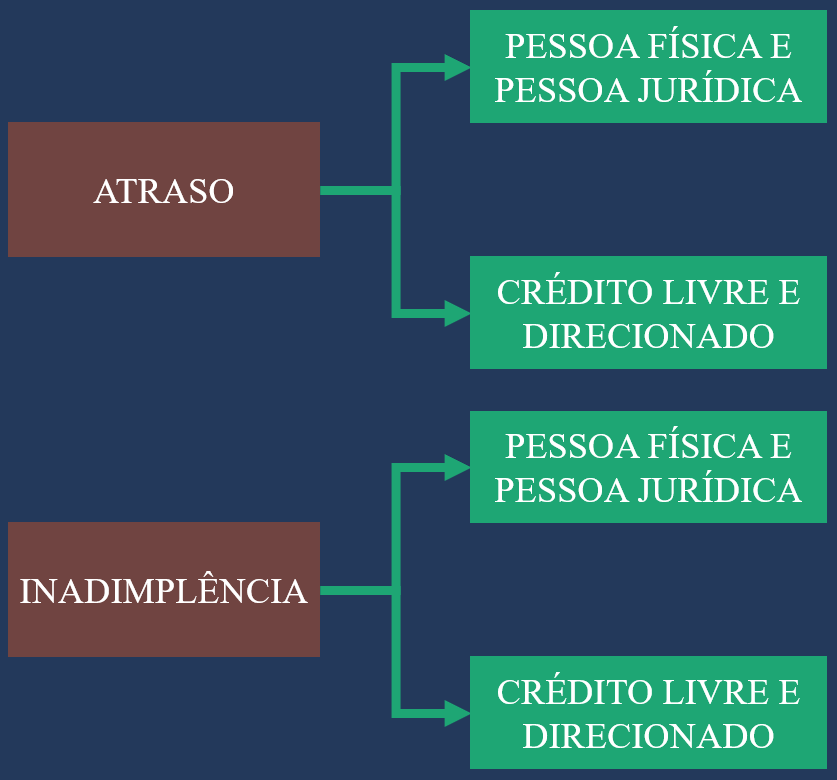 PESSOA FÍSICA E
PESSOA JURÍDICA
ATRASO
CRÉDITO LIVRE E
DIRECIONADO
PESSOA FÍSICA E
PESSOA JURÍDICA
INADIMPLÊNCIA
CRÉDITO LIVRE E
DIRECIONADO